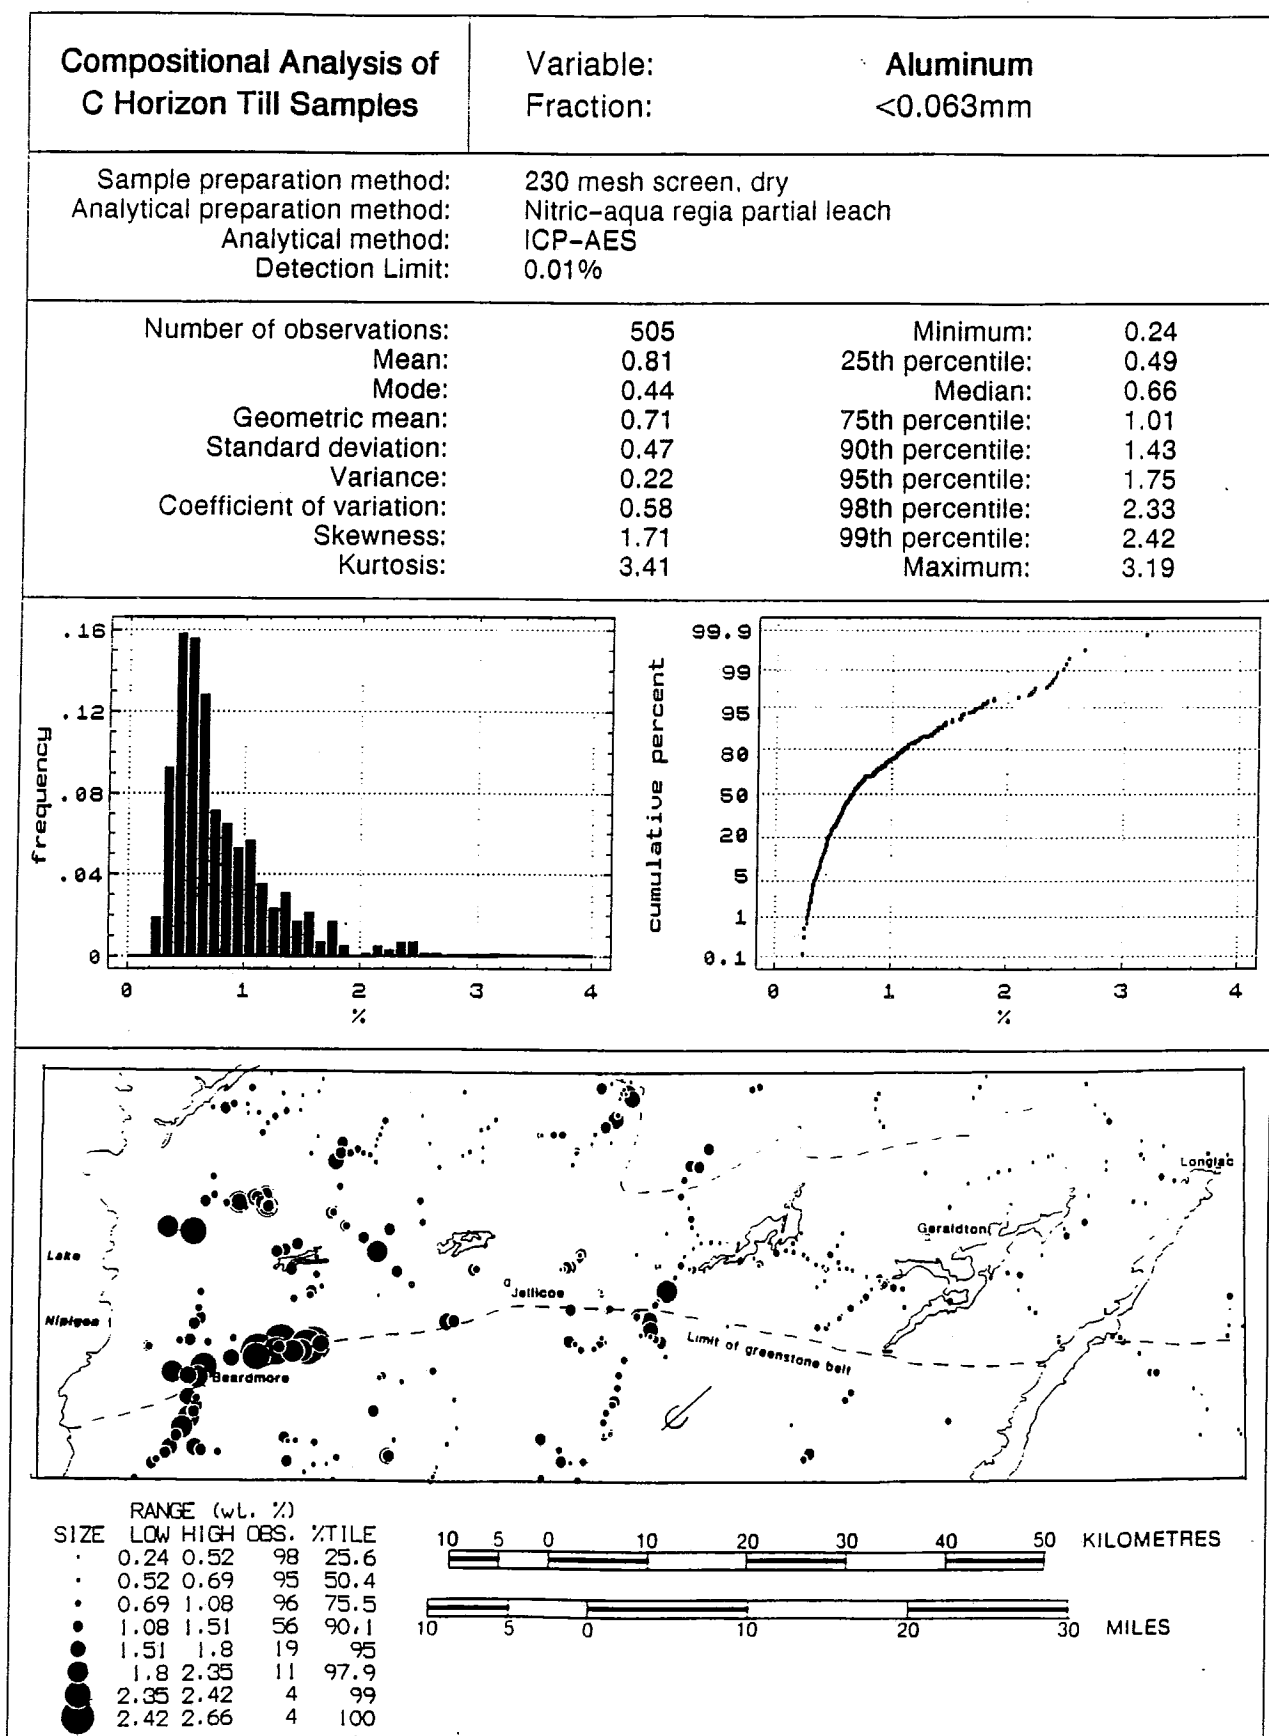 Compositional Analysis of
C Horizon Till Samples
Variable: Aluminum
Fraction: <0.063mm
Sample preparation method: 230 mesh screen, dry
Analytical preparation method: Nitric-aqua regia partial leach
Analytical method: ICP-AES
Detection Limit: 0.01%
Number of observations: 505 Minimum: 0.24
Mean: 0.81 25th percentile: 0.49
Mode: 0.44 Median: 0.66
Geometric mean: 0.71 75th percentile: 1.01
Standard deviation: 0.47 90th percentile: 1.43
Variance: 0.22 95th percentile: 1.75
Coefficient of variation: 0.58 98th percentile: 2.33
Skewness: 1.71 99th percentile: 2.42
Kurtosis: 3.41 Maximum: 3.19
frequency
.16
.12
.08
.04
0
0 1 2 3 4
%
cumulative percent
99.9
99
95
80
50
20
5
1
0.1
0 1 2 3 4
%
Longlac
Geraldton
Lake
Nipigon
Jellicoe
Limit of greenstone belt
Beardmore
RANGE (wt. %)
SIZE LOW HIGH OBS. %TILE
0.24 0.52 98 25.6
0.52 0.69 95 50.4
0.69 1.08 96 75.5
1.08 1.51 56 90.1
1.51 1.8 19 95
1.8 2.35 11 97.9
2.35 2.42 4 99
2.42 2.66 4 100
10 5 0 10 20 30 40 50 KILOMETRES
10 5 0 10 20 30 MILES